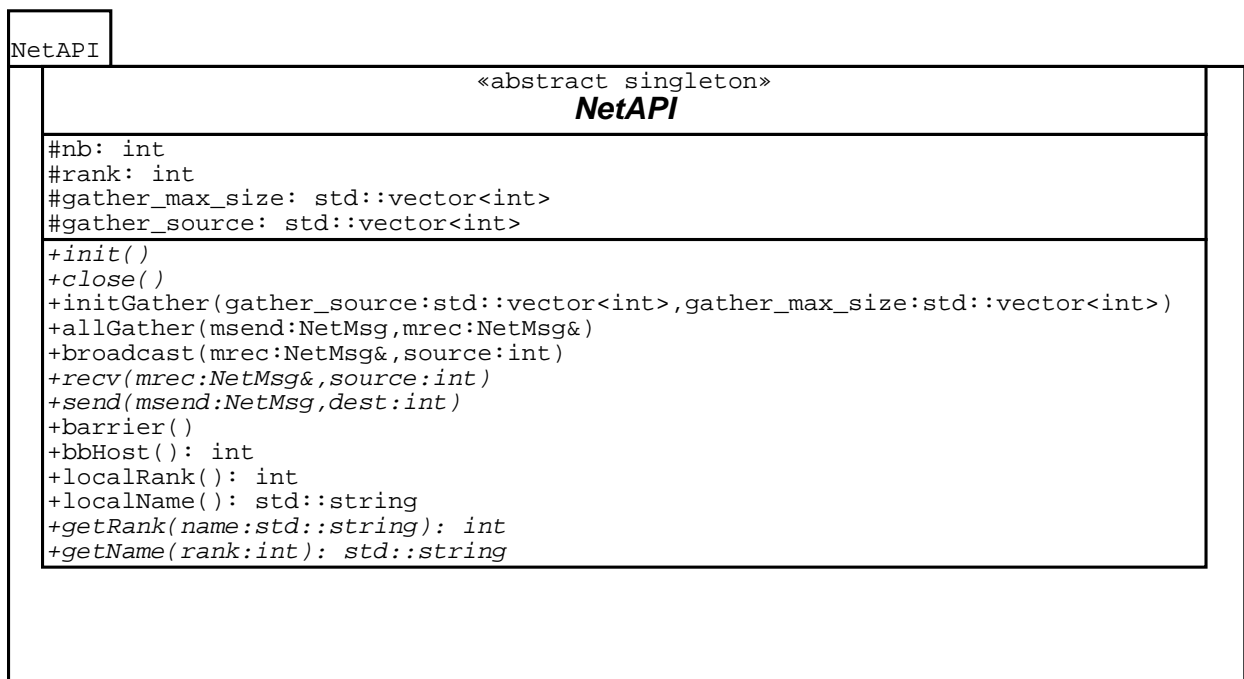 NetAPI
«abstract singleton»
NetAPI
#nb: int
#rank: int
#gather_max_size: std::vector<int>
#gather_source: std::vector<int>
+init()
+close()
+initGather(gather_source:std::vector<int>,gather_max_size:std::vector<int>)
+allGather(msend:NetMsg,mrec:NetMsg&)
+broadcast(mrec:NetMsg&,source:int)
+recv(mrec:NetMsg&,source:int)
+send(msend:NetMsg,dest:int)
+barrier()
+bbHost(): int
+localRank(): int
+localName(): std::string
+getRank(name:std::string): int
+getName(rank:int): std::string